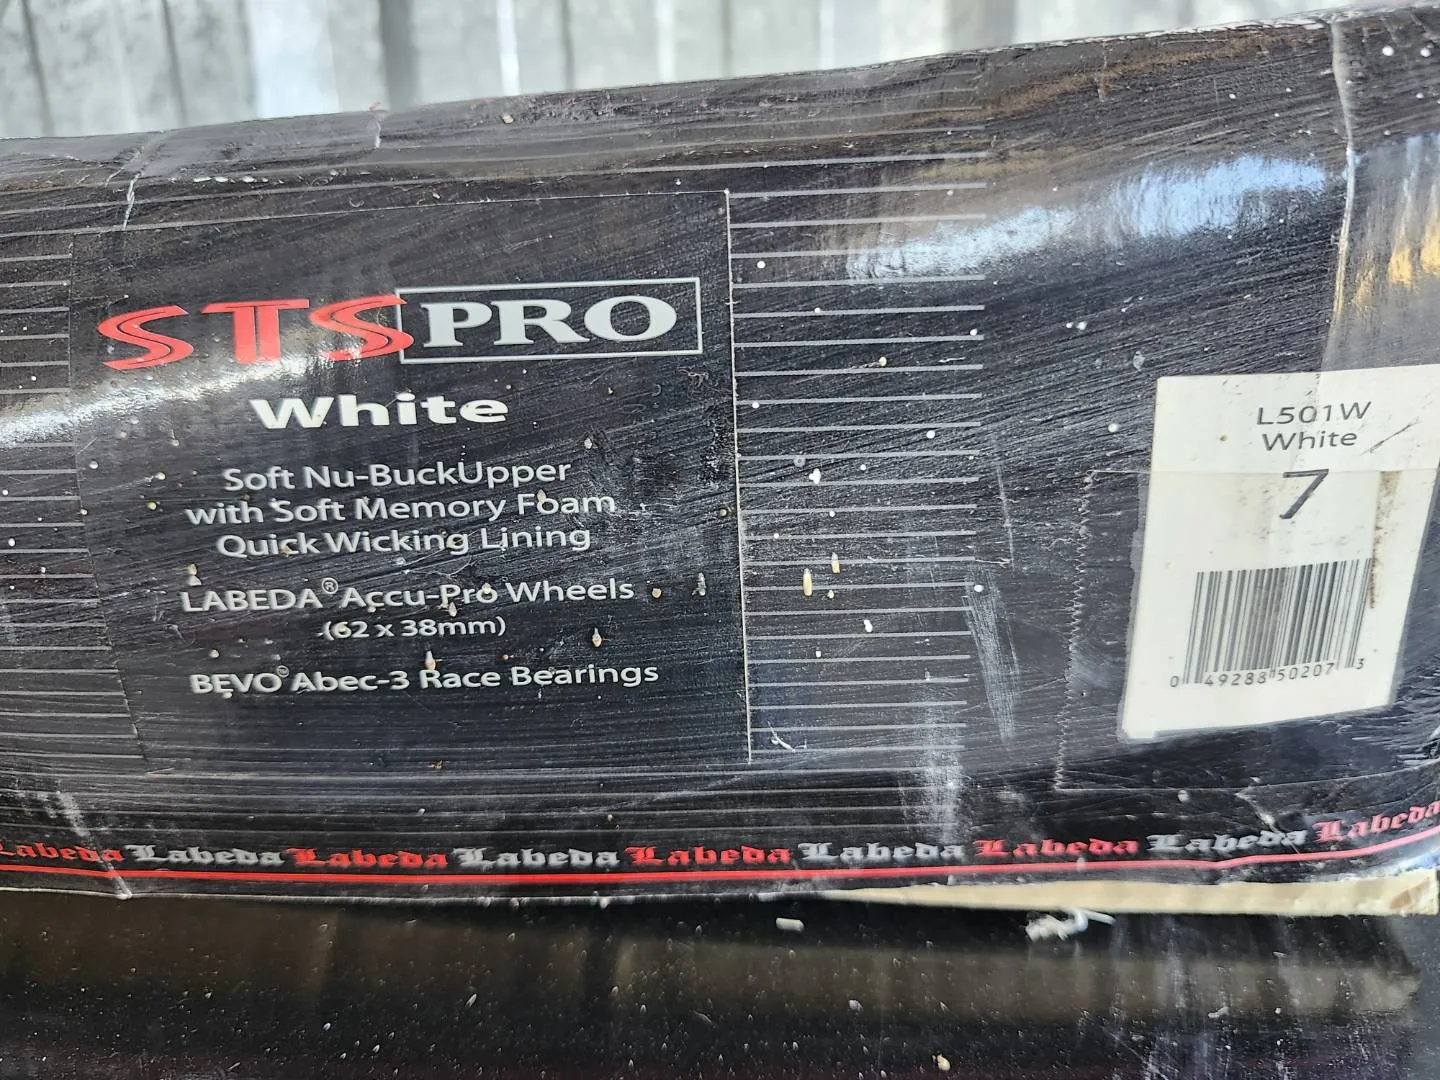 STS PRO
White
Soft Nu-BuckUpper
with Soft Memory Foam
Quick Wicking Lining
LABEDA® Accu-Pro Wheels
(62 x 38mm)
BEVO® Abec-3 Race Bearings
L501W
White
7
0 49288 50207 3
Labeda Labeda Labeda Labeda Labeda Labeda Labeda Labeda Labeda